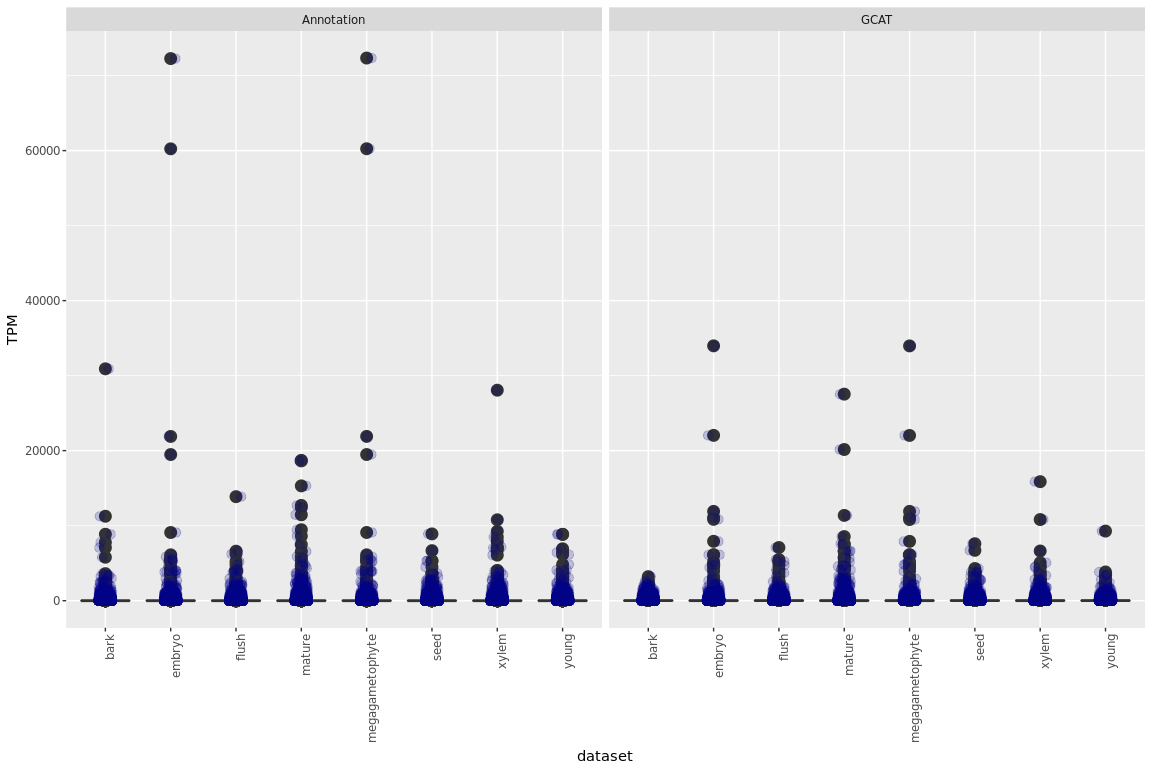 Annotation
GCAT
TPM
60000
40000
20000
0
bark
embryo
flush
mature
megagametophyte
seed
xylem
young
bark
embryo
flush
mature
megagametophyte
seed
xylem
young
dataset